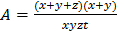 A = (x+y+z)(x+y) / xyzt